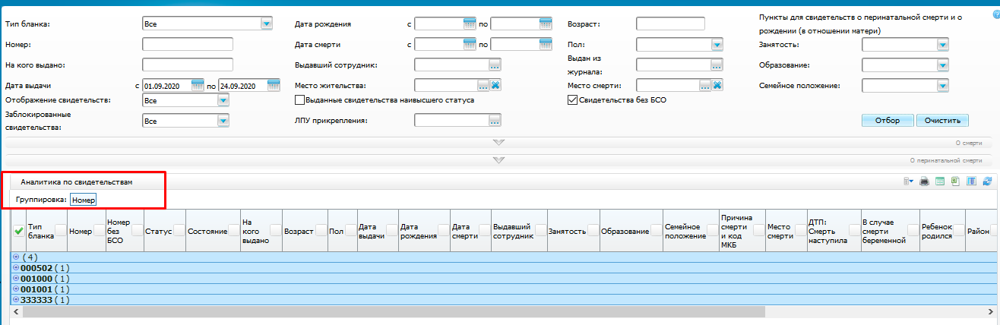 Тип бланка: Все Дата рождения с по Возраст: Пункты для свидетельств о перинатальной смерти и о
рождении (в отношении матери)
Номер: Дата смерти с по Пол: Занятость:
На кого выдано: Выдавший сотрудник: ... Выдан из
журнала: ... Образование:
Дата выдачи с 01.09.2020 по 24.09.2020 Место жительства: ... Место смерти: ... Семейное положение:
Отображение свидетельств: Все Выданные свидетельства наивысшего статуса Свидетельства без БСО
Заблокированные
свидетельства: Все ЛПУ прикрепления: ... Отбор Очистить
О смерти
О перинатальной смерти
Аналитика по свидетельствам
Группировка: Номер
Тип
бланка
Номер
Номер
без
БСО
Статус
Состояние
На
кого
выдано
Возраст
Пол
Дата
выдачи
Дата
рождения
Дата
смерти
Выдавший
сотрудник
Занятость
Образование
Семейное
положение
Причина
смерти
и код
МКБ
Место
смерти
ДТП:
Смерть
наступила
В случае
смерти
беременной
Ребенок
родился
Район
( 4 )
000502 ( 1 )
001000 ( 1 )
001001 ( 1 )
333333 ( 1 )